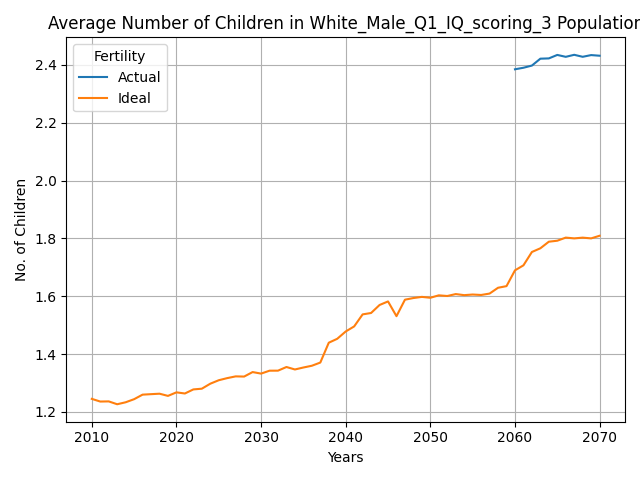 Average Number of Children in White_Male_Q1_IQ_scoring_3 Population
Fertility
Actual
Ideal
No. of Children
2.4
2.2
2.0
1.8
1.6
1.4
1.2
2010 2020 2030 2040 2050 2060 2070
Years